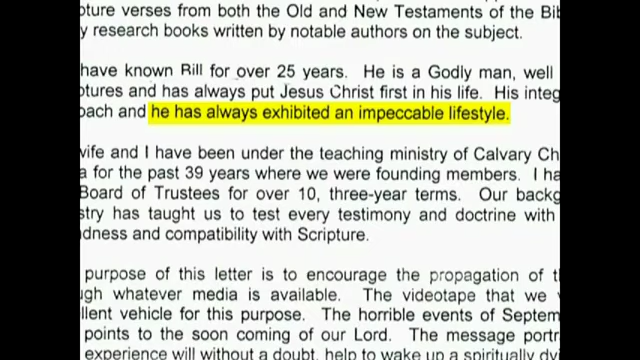 pture verses from both the Old and New Testaments of the Bib
y research books written by notable authors on the subject.
have known Rill for over 25 years. He is a Godly man, well
ptures and has always put Jesus Christ first in his life. His integ
oach and he has always exhibited an impeccable lifestyle.
wife and I have been under the teaching ministry of Calvary Ch
a for the past 39 years where we were founding members. I ha
Board of Trustees for over 10, three-year terms. Our backg
stry has taught us to test every testimony and doctrine with
dness and compatibility with Scripture.
purpose of this letter is to encourage the propagation of t
ugh whatever media is available. The videotape that we
llent vehicle for this purpose. The horrible events of Septem
points to the soon coming of our Lord. The message portr
experience will without a doubt, help to wake up a spiritually dyi